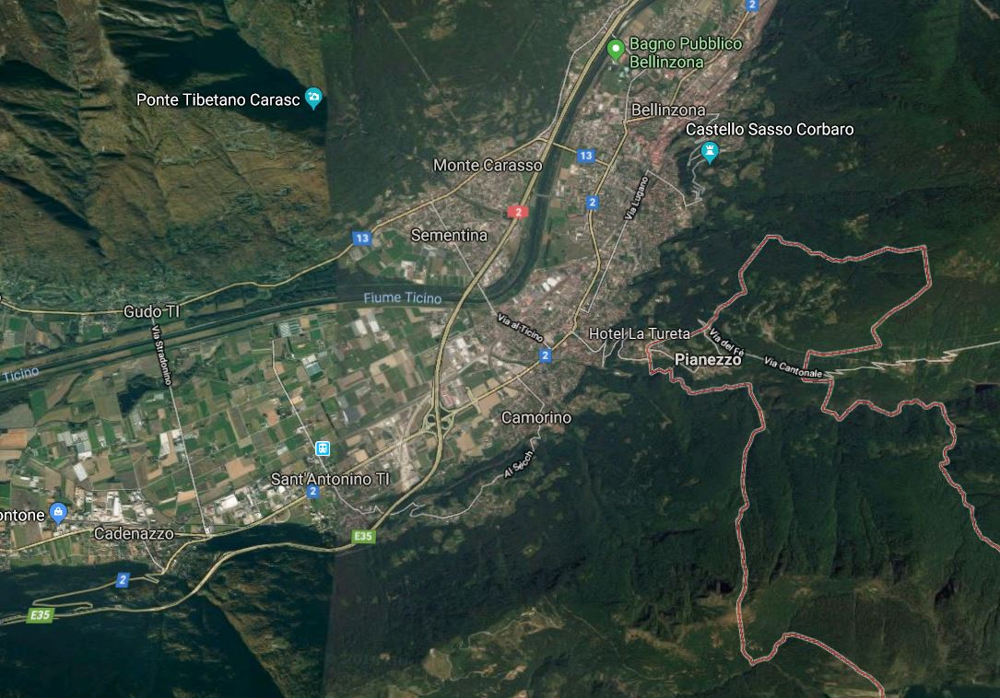 2
Bagno Pubblico
Bellinzona
Ponte Tibetano Carasc
Bellinzona
Castello Sasso Corbaro
13
Monte Carasso
2
Via Lugano
2
Sementina
13
Fiume Ticino
Gudo TI
Via al Ticino
Hotel La Tureta
Via del Fè
Pianezzo
Via Cantonale
Via Stradonino
2
Ticino
Camorino
Al Sècch
Sant'Antonino TI
2
ontone
Cadenazzo
E35
2
E35